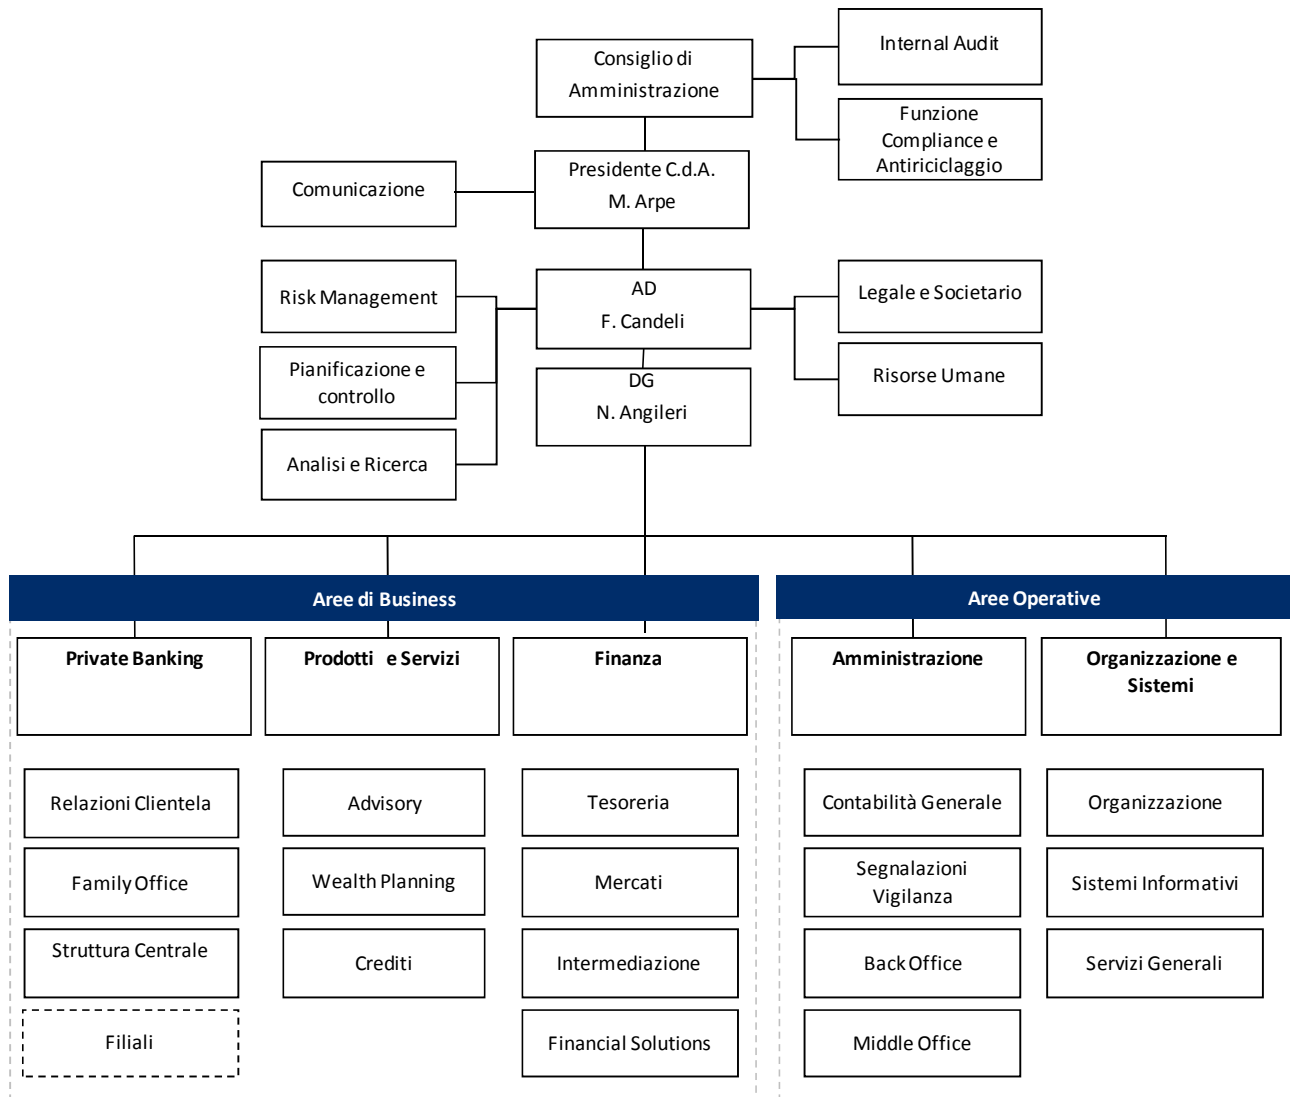 Consiglio di
Amministrazione
Internal Audit
Funzione
Compliance e
Antiriciclaggio
Presidente C.d.A.
M. Arpe
Comunicazione
AD
F. Candeli
Risk Management
Legale e Societario
Pianificazione e
controllo
DG
N. Angileri
Risorse Umane
Analisi e Ricerca
Aree di Business
Aree Operative
Private Banking
Prodotti e Servizi
Finanza
Amministrazione
Organizzazione e
Sistemi
Relazioni Clientela
Advisory
Tesoreria
Contabilità Generale
Organizzazione
Family Office
Wealth Planning
Mercati
Segnalazioni
Vigilanza
Sistemi Informativi
Struttura Centrale
Crediti
Intermediazione
Back Office
Servizi Generali
Filiali
Financial Solutions
Middle Office